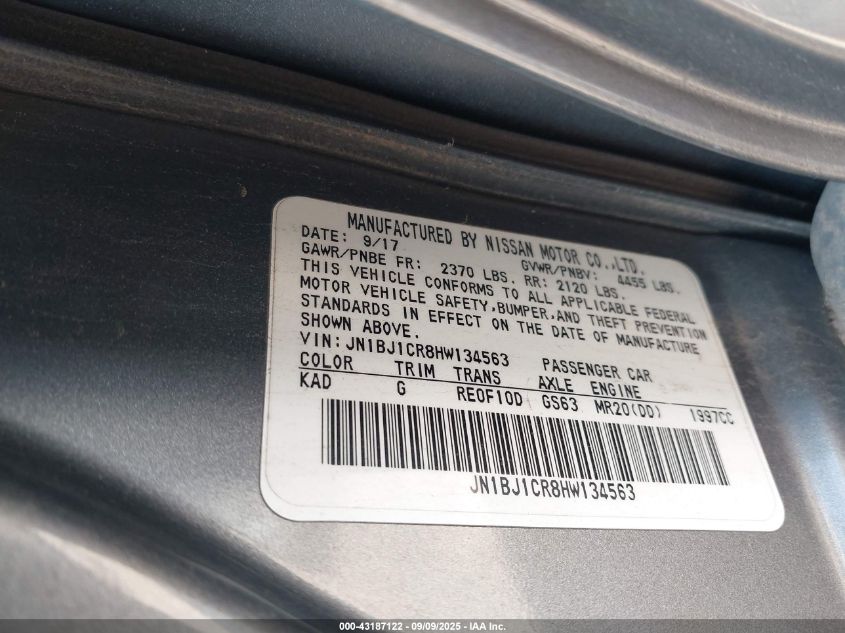 MANUFACTURED BY NISSAN MOTOR CO.,LTD.
DATE: 9/17 GVWR/PNBV: 4455 LBS.
GAWR/PNBE FR: 2370 LBS. RR: 2120 LBS.
THIS VEHICLE CONFORMS TO ALL APPLICABLE FEDERAL
MOTOR VEHICLE SAFETY,BUMPER,AND THEFT PREVENTION
STANDARDS IN EFFECT ON THE DATE OF MANUFACTURE
SHOWN ABOVE.
VIN: JN1BJ1CR8HW134563 PASSENGER CAR
COLOR TRIM TRANS AXLE ENGINE
KAD G RE0F10D GS63 MR20(DD) 1997CC
JN1BJ1CR8HW134563
000-43187122 - 09/09/2025 - IAA Inc.